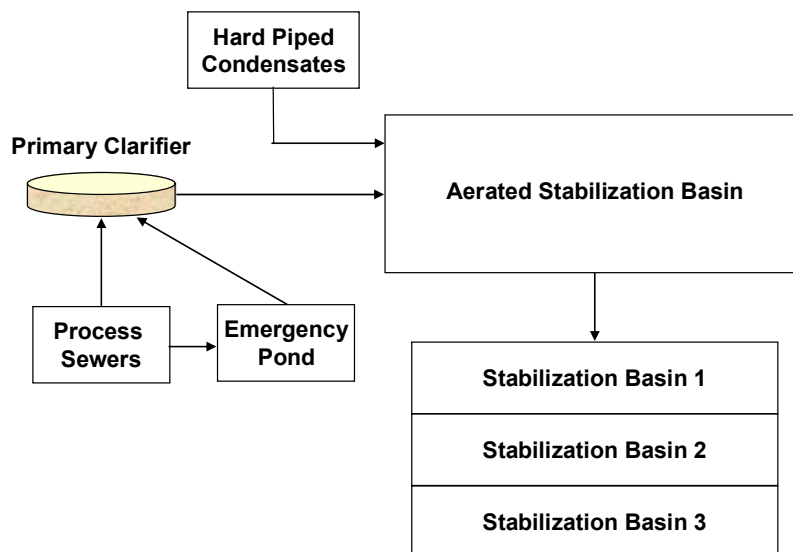 Hard Piped
Condensates
Primary Clarifier
Aerated Stabilization Basin
Process
Sewers
Emergency
Pond
Stabilization Basin 1
Stabilization Basin 2
Stabilization Basin 3